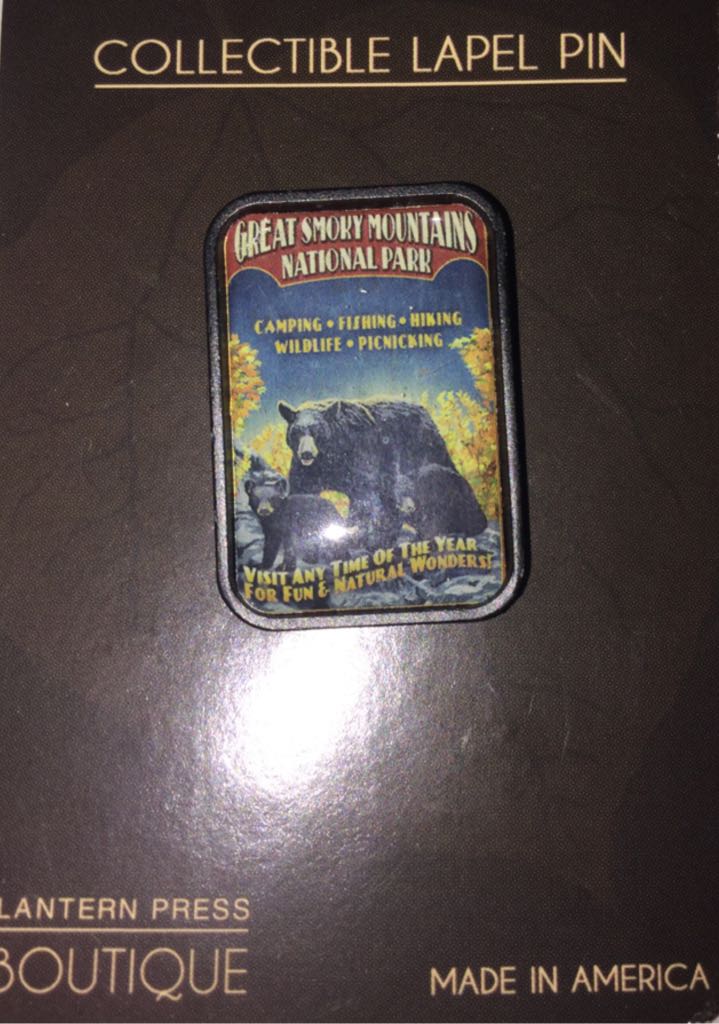 COLLECTIBLE LAPEL PIN
GREAT SMOKY MOUNTAINS
NATIONAL PARK
CAMPING • FISHING • HIKING
WILDLIFE • PICNICKING
VISIT ANY TIME OF THE YEAR
FOR FUN & NATURAL WONDERS!
LANTERN PRESS
BOUTIQUE
MADE IN AMERICA